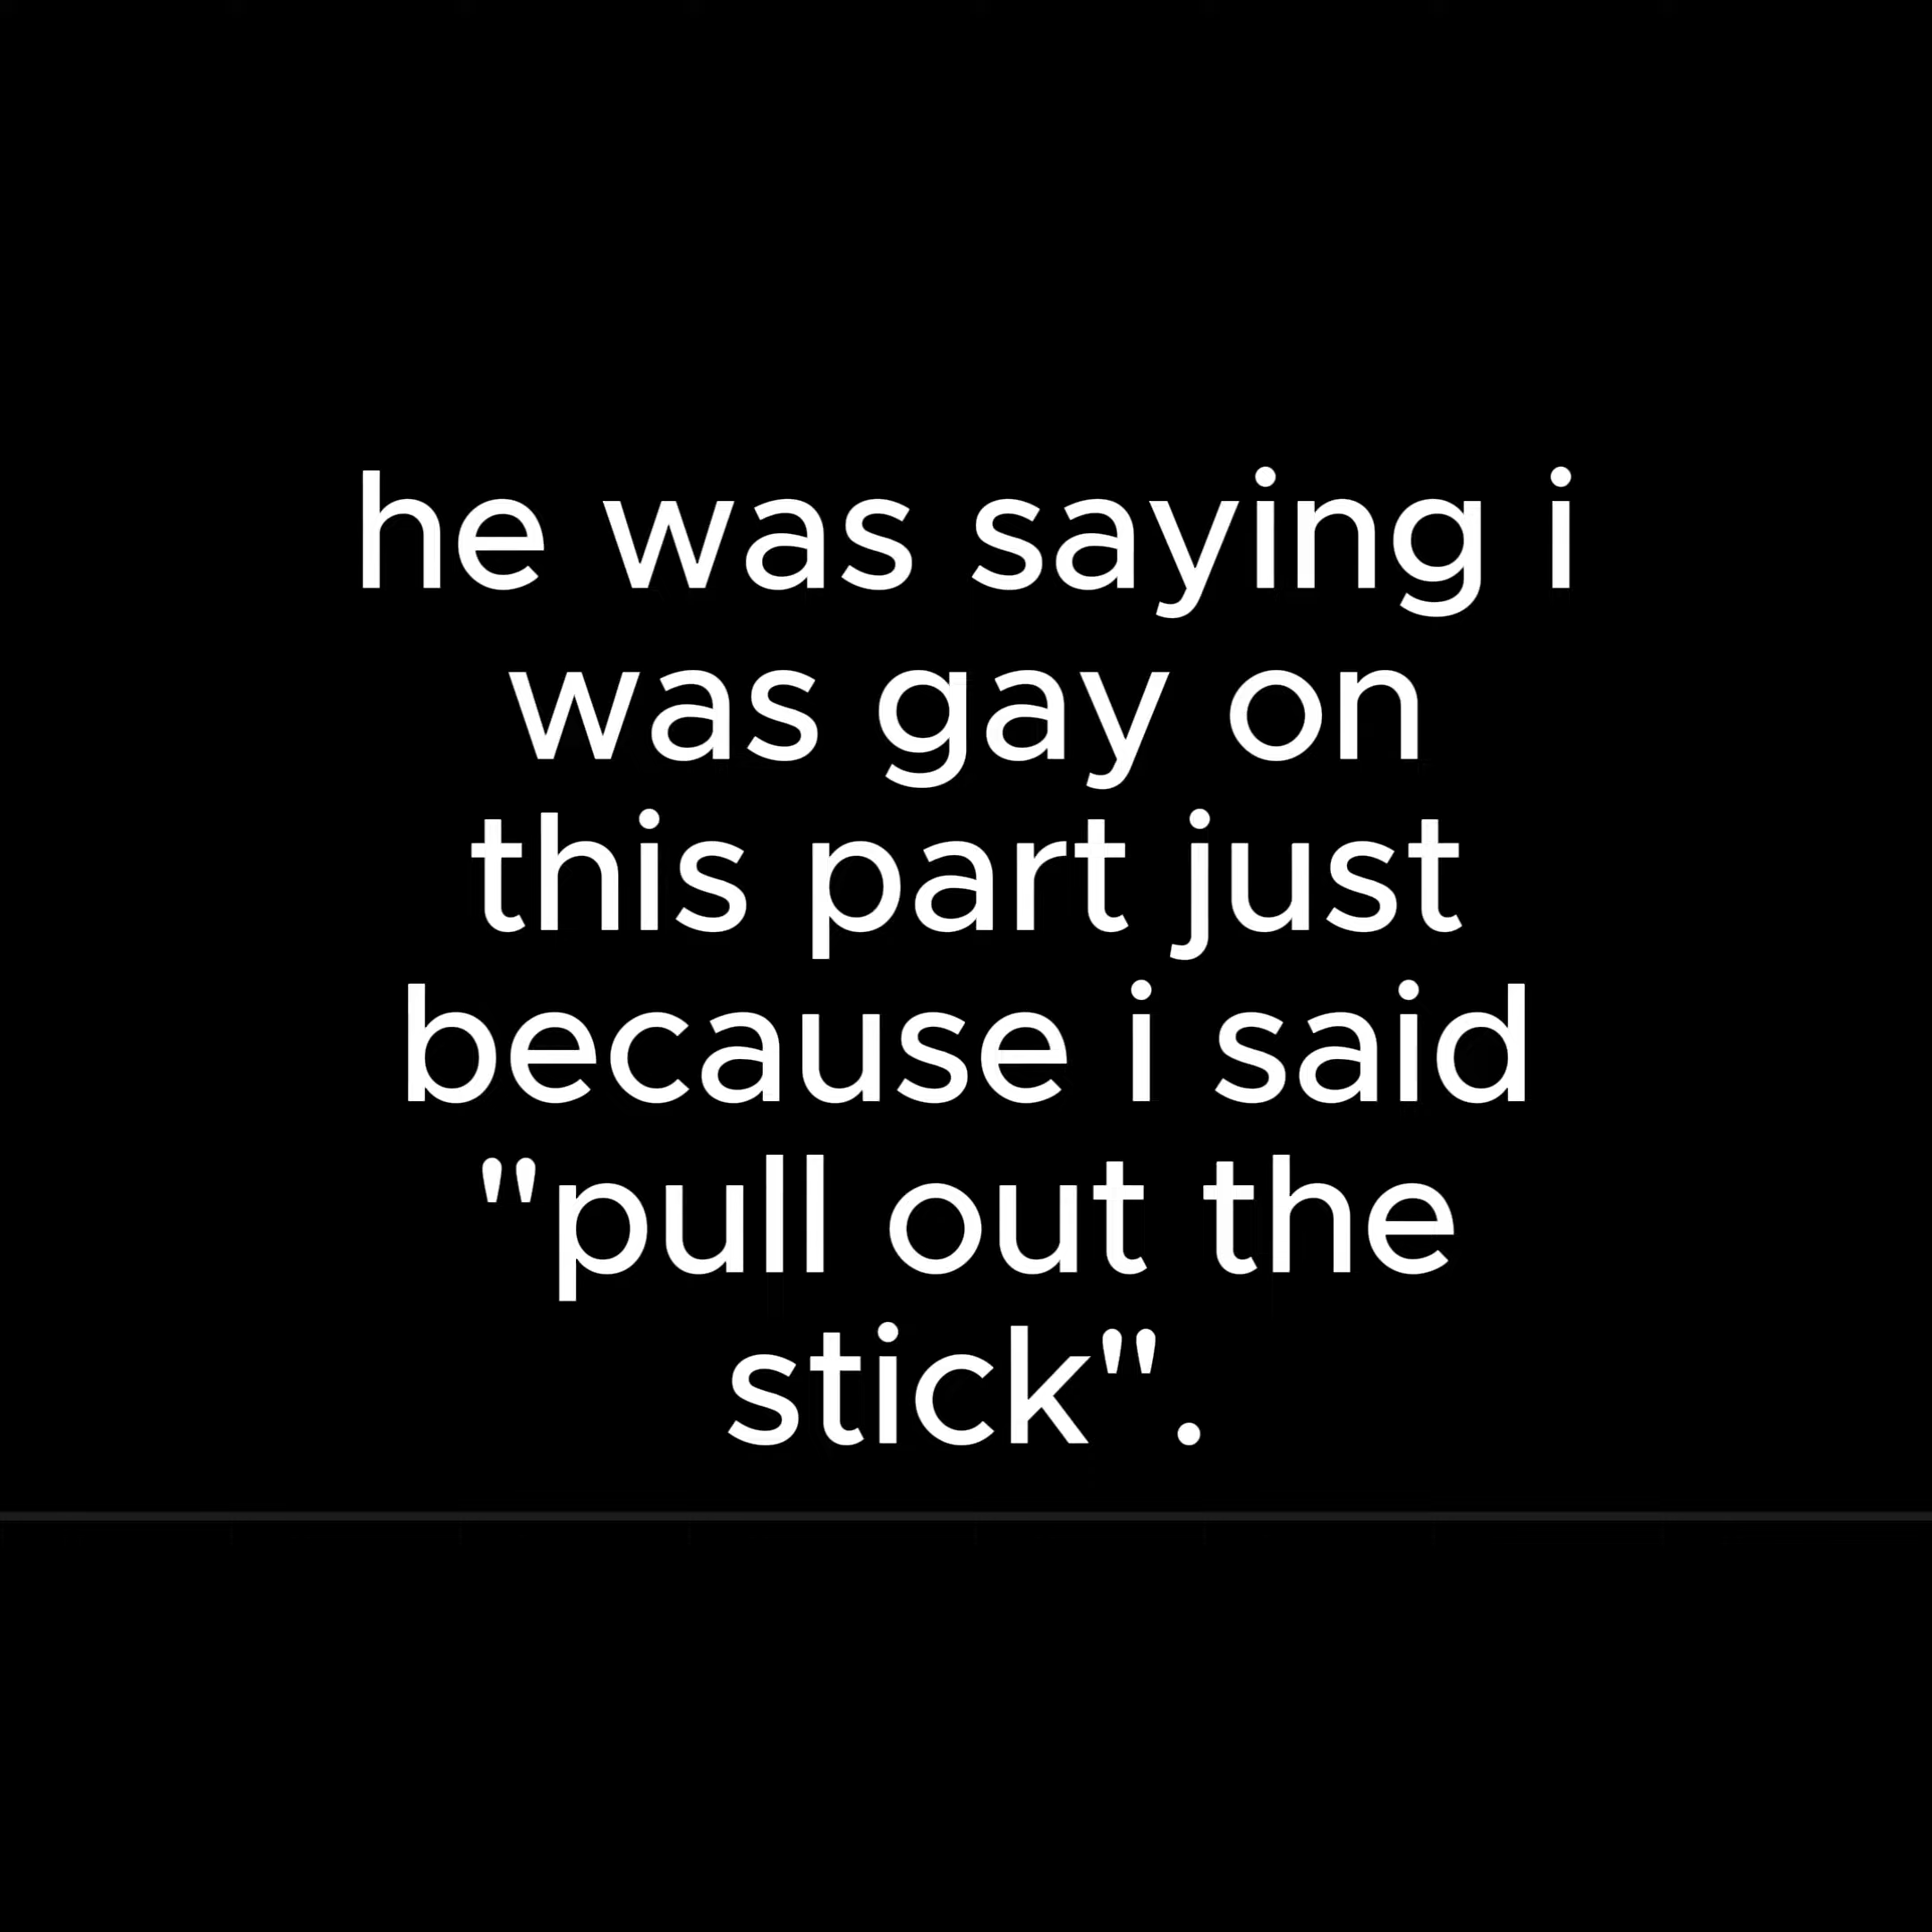 he was saying i
was gay on
this part just
because i said
"pull out the
stick".